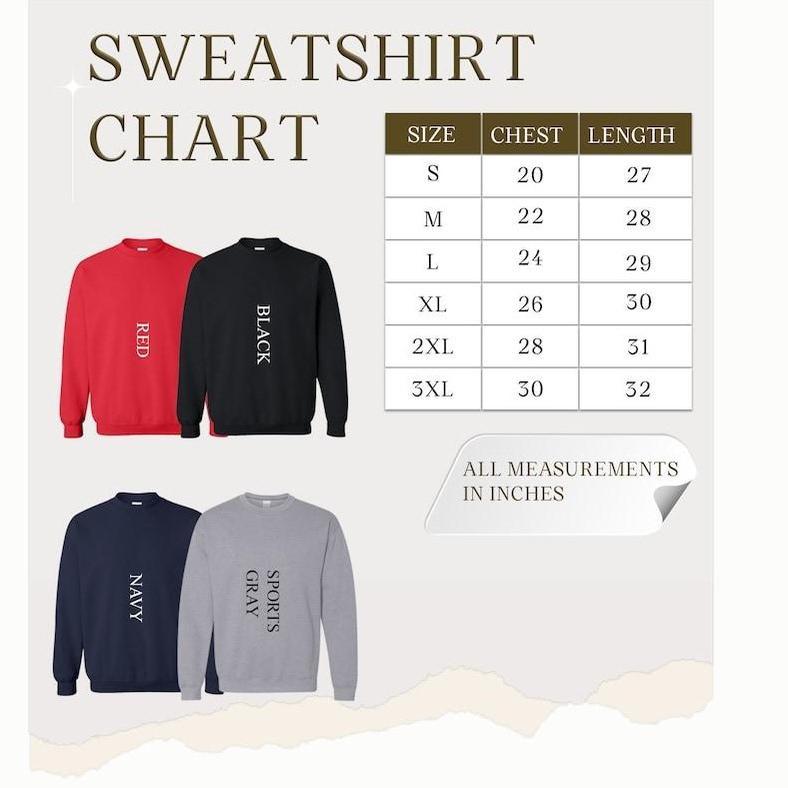 SWEATSHIRT
CHART
SIZE CHEST LENGTH
S 20 27
M 22 28
L 24 29
XL 26 30
2XL 28 31
3XL 30 32
ALL MEASUREMENTS
IN INCHES
RED
BLACK
NAVY
SPORTS
GRAY